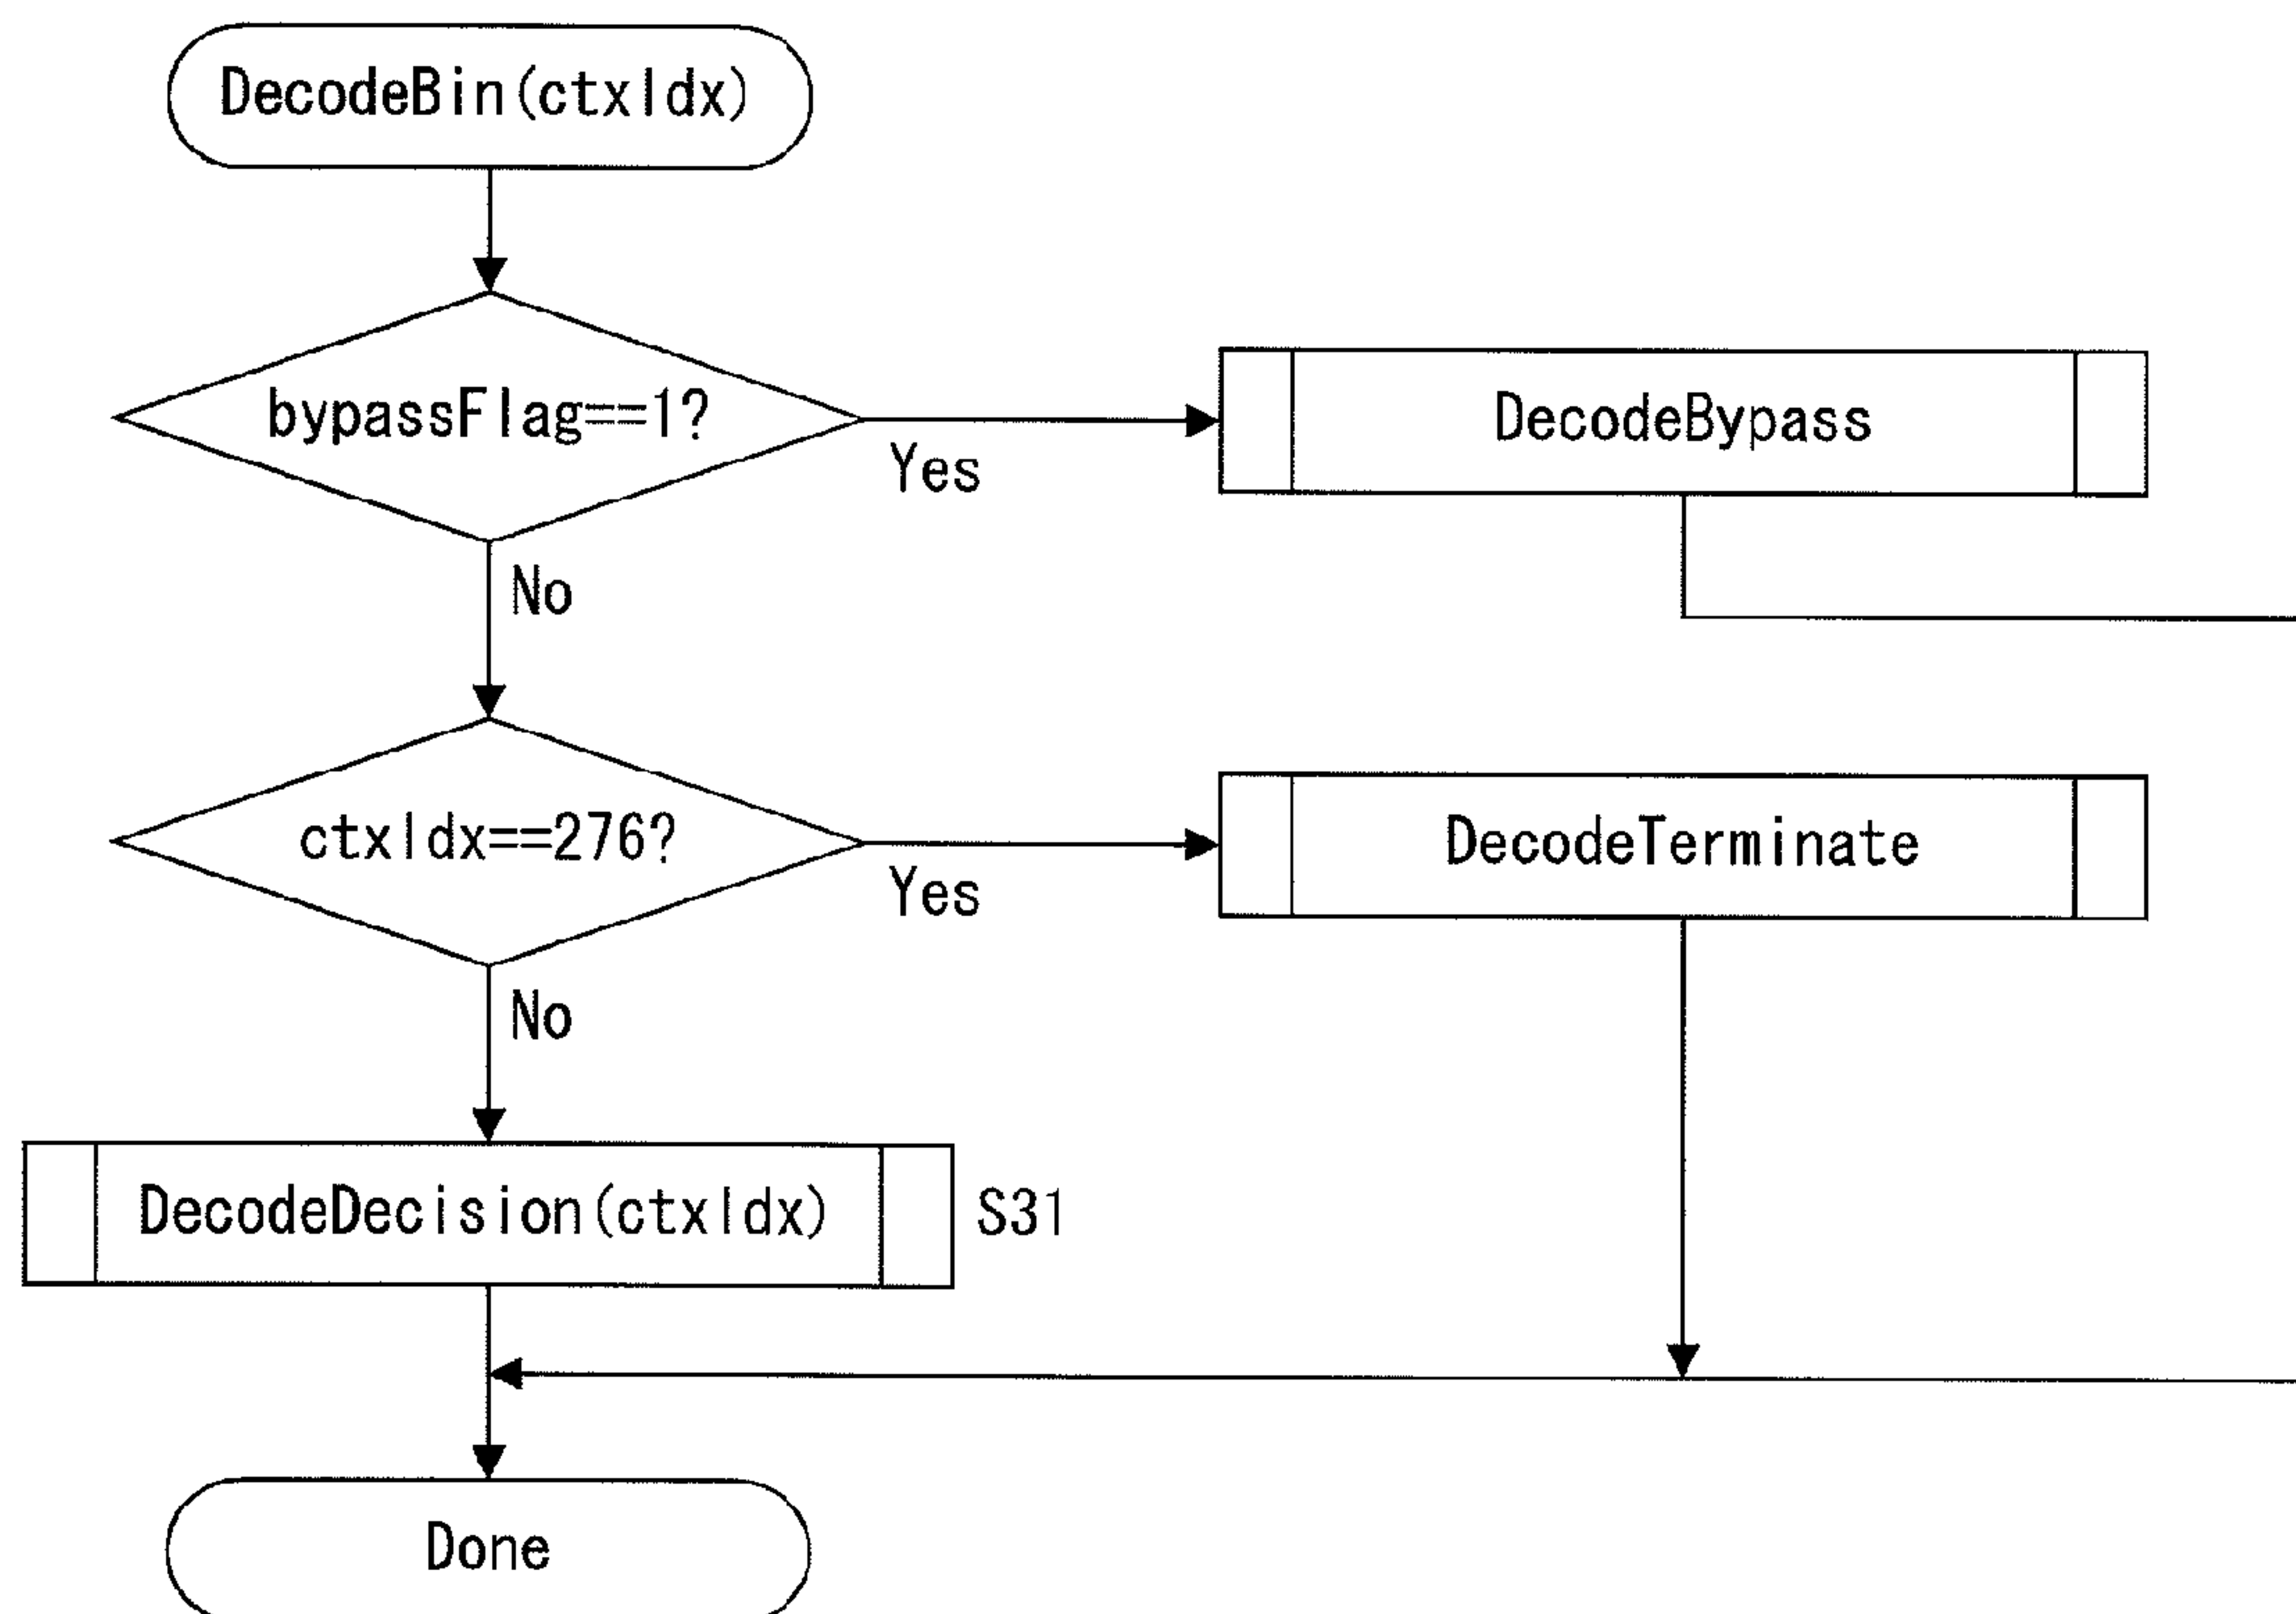 DecodeBin(ctxIdx)
bypassFlag==1?
Yes
DecodeBypass
No
ctxIdx==276?
Yes
DecodeTerminate
No
DecodeDecision(ctxIdx)
S31
Done